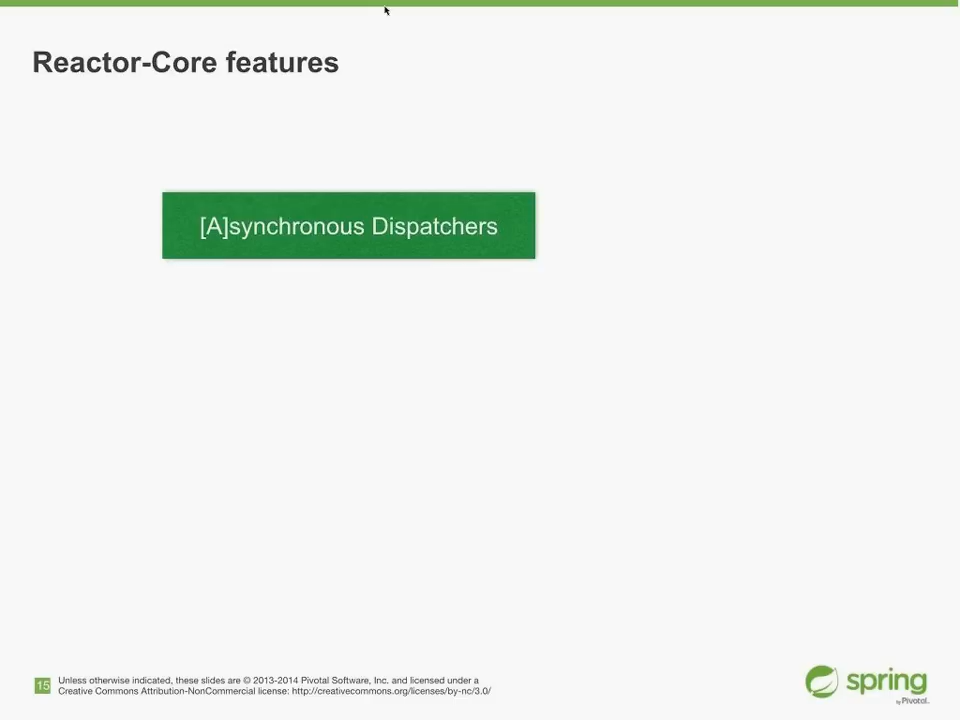 Reactor-Core features
[A]synchronous Dispatchers
15
Unless otherwise indicated, these slides are © 2013-2014 Pivotal Software, Inc. and licensed under a
Creative Commons Attribution-NonCommercial license: http://creativecommons.org/licenses/by-nc/3.0/
spring
by Pivotal.